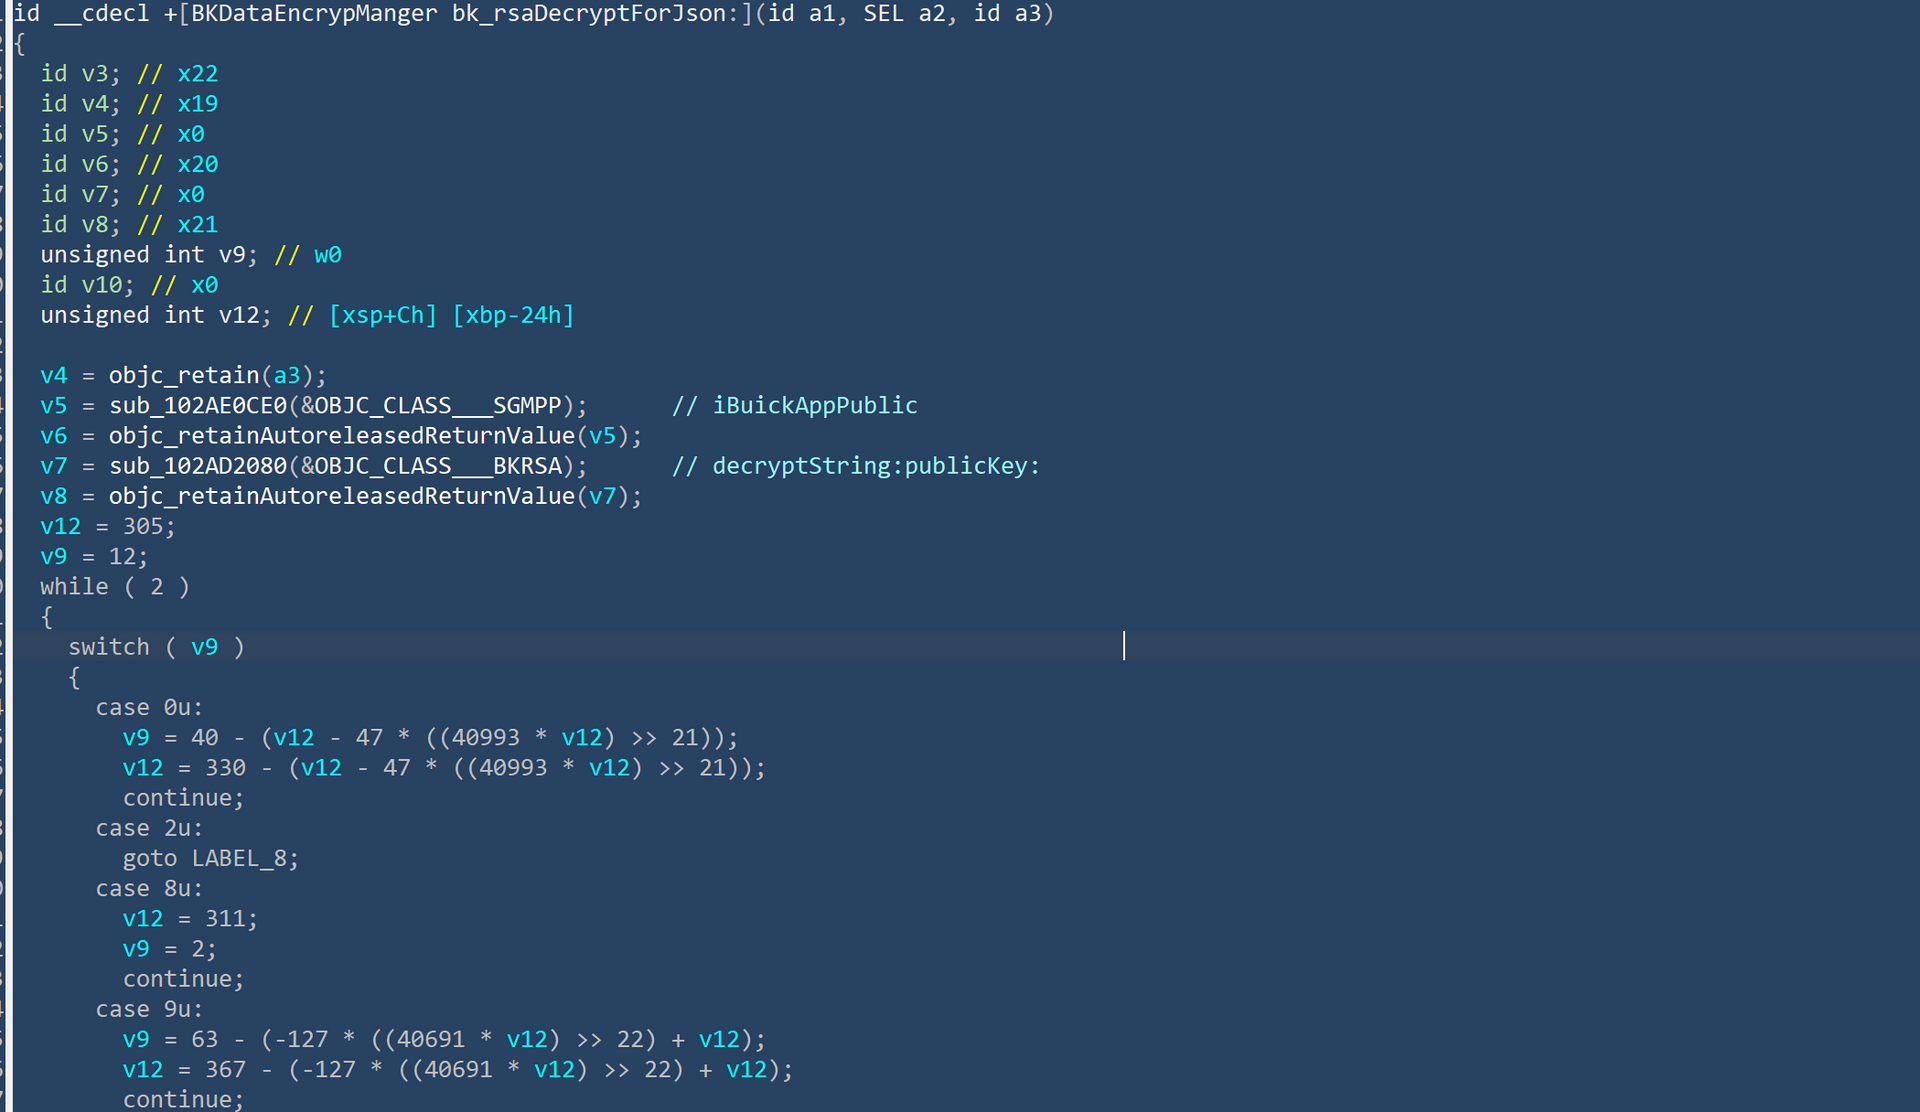 id __cdecl +[BKDataEncrypManger bk_rsaDecryptForJson:](id a1, SEL a2, id a3)
{
id v3; // x22
id v4; // x19
id v5; // x0
id v6; // x20
id v7; // x0
id v8; // x21
unsigned int v9; // w0
id v10; // x0
unsigned int v12; // [xsp+Ch] [xbp-24h]
v4 = objc_retain(a3);
v5 = sub_102AE0CE0(&OBJC_CLASS___SGMPP); // iBuickAppPublic
v6 = objc_retainAutoreleasedReturnValue(v5);
v7 = sub_102AD2080(&OBJC_CLASS___BKRSA); // decryptString:publicKey:
v8 = objc_retainAutoreleasedReturnValue(v7);
v12 = 305;
v9 = 12;
while ( 2 )
{
switch ( v9 )
{
case 0u:
v9 = 40 - (v12 - 47 * ((40993 * v12) >> 21));
v12 = 330 - (v12 - 47 * ((40993 * v12) >> 21));
continue;
case 2u:
goto LABEL_8;
case 8u:
v12 = 311;
v9 = 2;
continue;
case 9u:
v9 = 63 - (-127 * ((40691 * v12) >> 22) + v12);
v12 = 367 - (-127 * ((40691 * v12) >> 22) + v12);
continue;